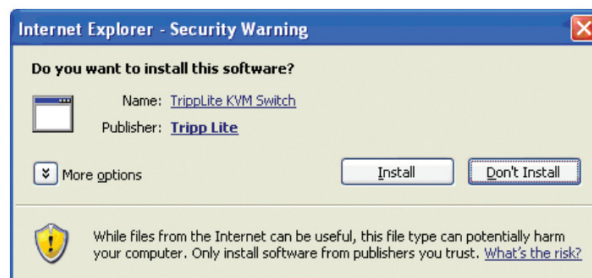 Internet Explorer - Security Warning
Do you want to install this software?
Name: TrippLite KVM Switch
Publisher: Tripp Lite
More options
Install
Don't Install
While files from the Internet can be useful, this file type can potentially harm
your computer. Only install software from publishers you trust. What's the risk?